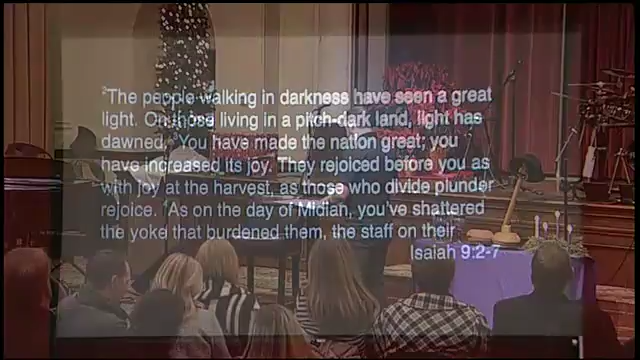 ²"The people walking in darkness have seen a great
light. On those living in a pitch-dark land, light has
dawned. ³You have made the nation great; you
have increased its joy. They rejoiced before you as
with joy at the harvest, as those who divide plunder
rejoice. ⁴As on the day of Midian, you've shattered
the yoke that burdened them, the staff on their
Isaiah 9:2-7